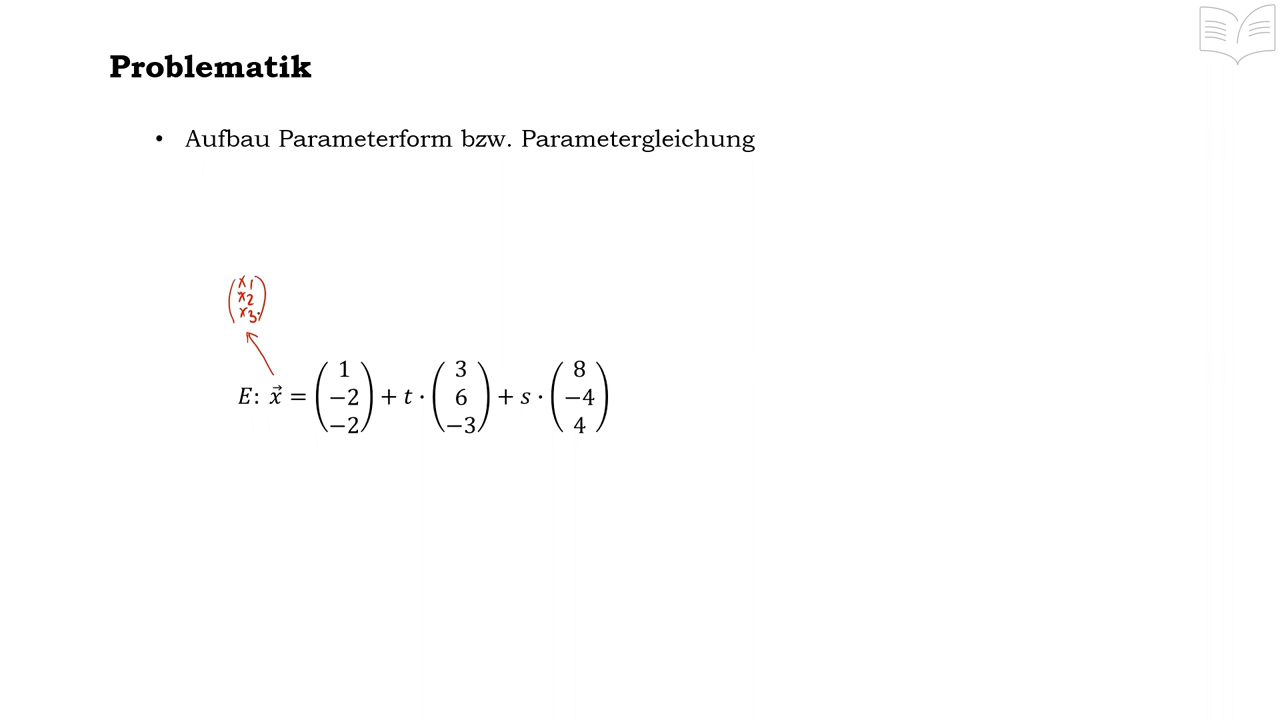 Problematik
• Aufbau Parameterform bzw. Parametergleichung
(x1
x2
x3)
E: x⃗ = (1 −2 −2) + t · (3 6 −3) + s · (8 −4 4)